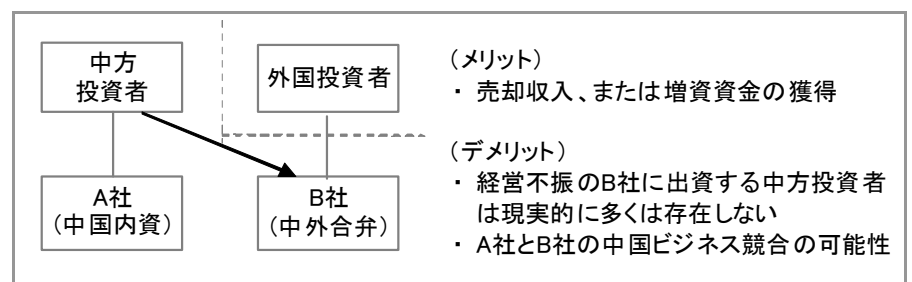 中方
投資者
外国投資者
A社
（中国内資）
B社
（中外合弁）
（メリット）
・ 売却収入、または増資資金の獲得
（デメリット）
・ 経営不振のB社に出資する中方投資者
は現実的に多くは存在しない
・ A社とB社の中国ビジネス競合の可能性